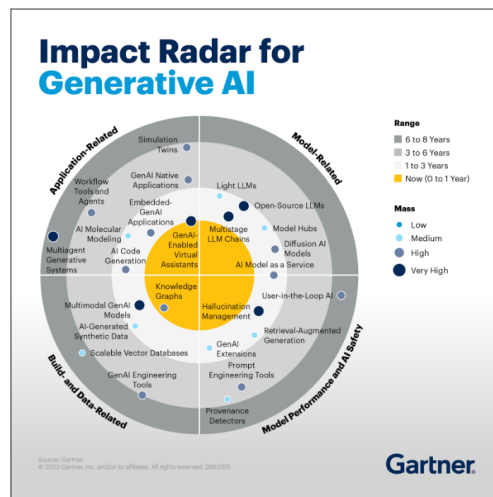 Impact Radar for
Generative AI
Application-Related
Model-Related
Simulation
Twins
GenAI Native
Applications
Workflow
Tools and
Agents
Embedded-
GenAI
Applications
AI Molecular
Modeling
Multiagent
Generative
Systems
AI Code
Generation
GenAI-
Enabled
Virtual
Assistants
Light LLMs
Open-Source LLMs
Multistage
LLM Chains
Model Hubs
Diffusion AI
Models
AI Model as a Service
Range
6 to 8 Years
3 to 6 Years
1 to 3 Years
Now (0 to 1 Year)
Mass
Low
Medium
High
Very High
Knowledge
Graphs
Multimodal GenAI
Models
AI-Generated
Synthetic Data
Scalable Vector Databases
GenAI Engineering
Tools
Hallucination
Management
User-in-the-Loop AI
Retrieval-Augmented
Generation
GenAI
Extensions
Prompt
Engineering Tools
Provenance
Detectors
Build- and Data-Related
Model Performance and AI Safety
Source: Gartner
© 2023 Gartner, Inc. and/or its affiliates. All rights reserved.
Gartner